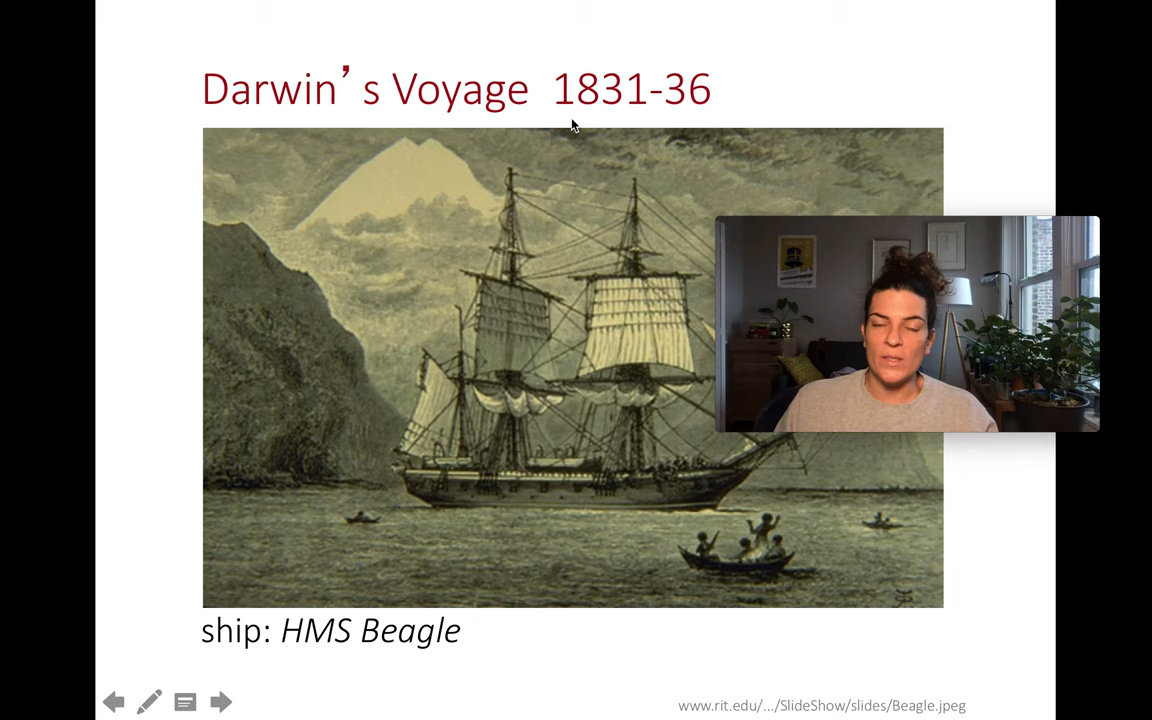 Darwin’s Voyage 1831-36
ship: HMS Beagle
www.rit.edu/.../SlideShow/slides/Beagle.jpeg